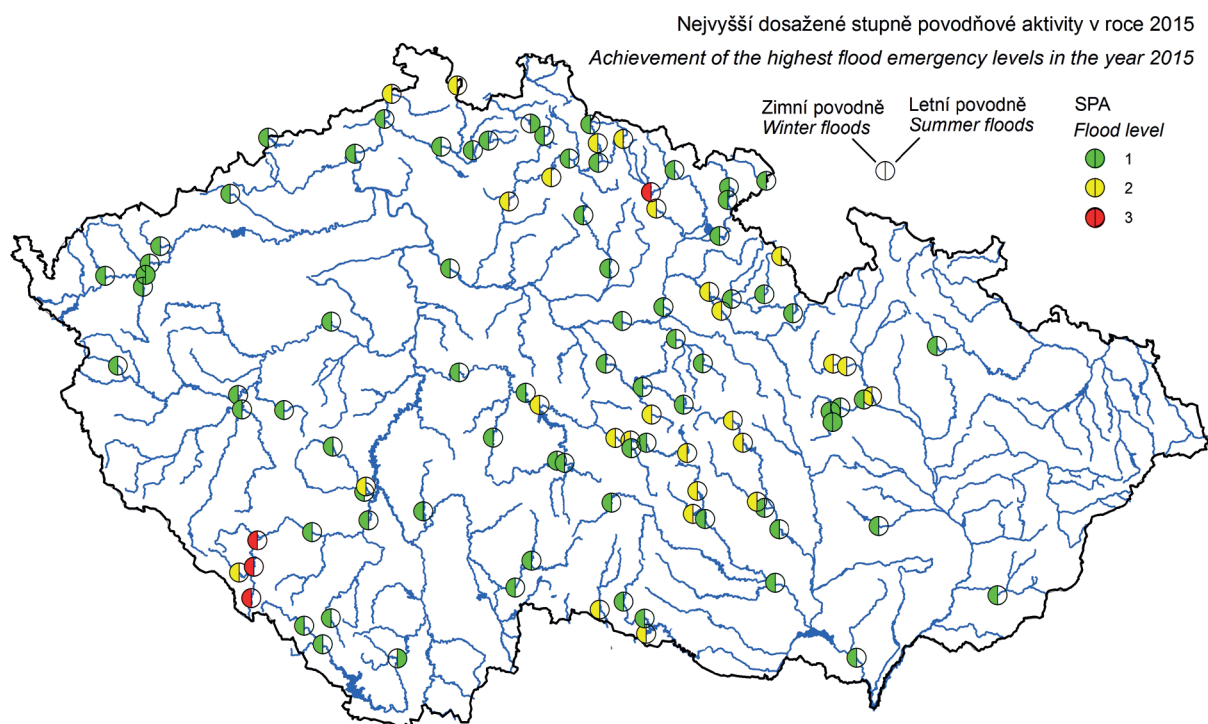 Nejvyšší dosažené stupně povodňové aktivity v roce 2015
Achievement of the highest flood emergency levels in the year 2015
Zimní povodně
Winter floods
Letní povodně
Summer floods
SPA
Flood level
1
2
3